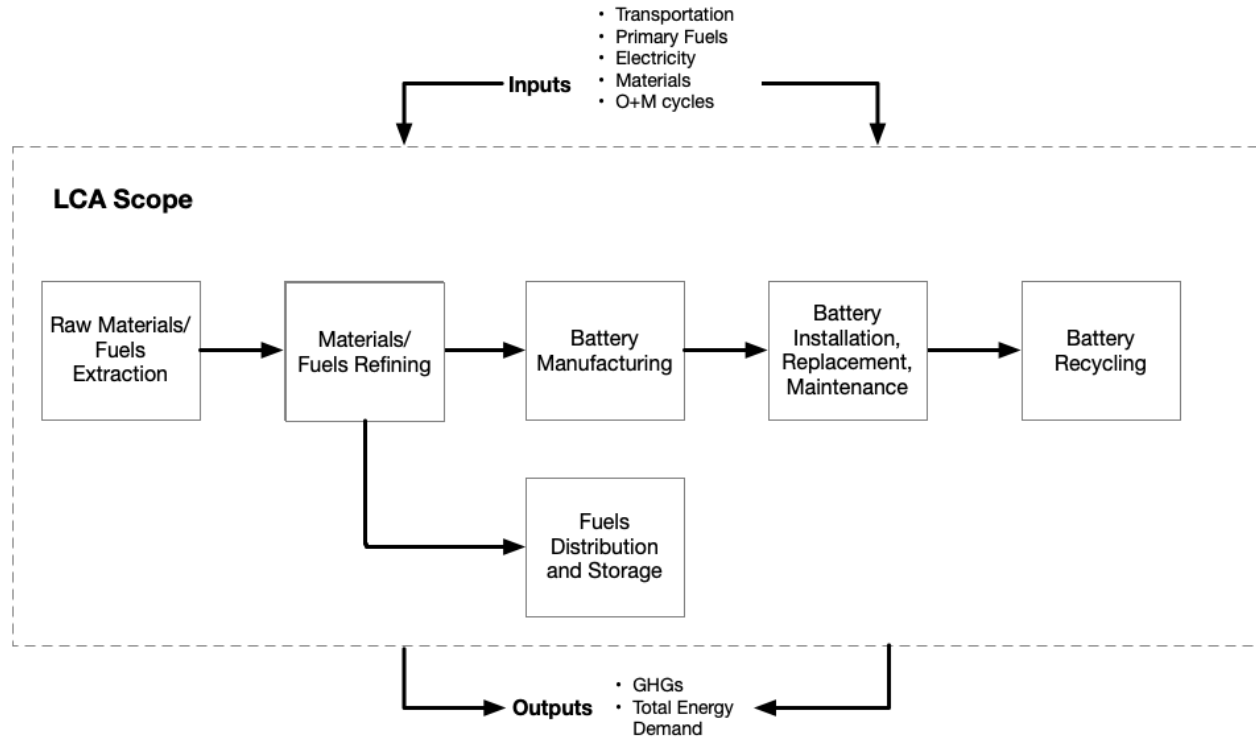 • Transportation
• Primary Fuels
• Electricity
• Materials
• O+M cycles
Inputs
LCA Scope
Raw Materials/
Fuels
Extraction
Materials/
Fuels Refining
Battery
Manufacturing
Battery
Installation,
Replacement,
Maintenance
Battery
Recycling
Fuels
Distribution
and Storage
Outputs
• GHGs
• Total Energy
Demand